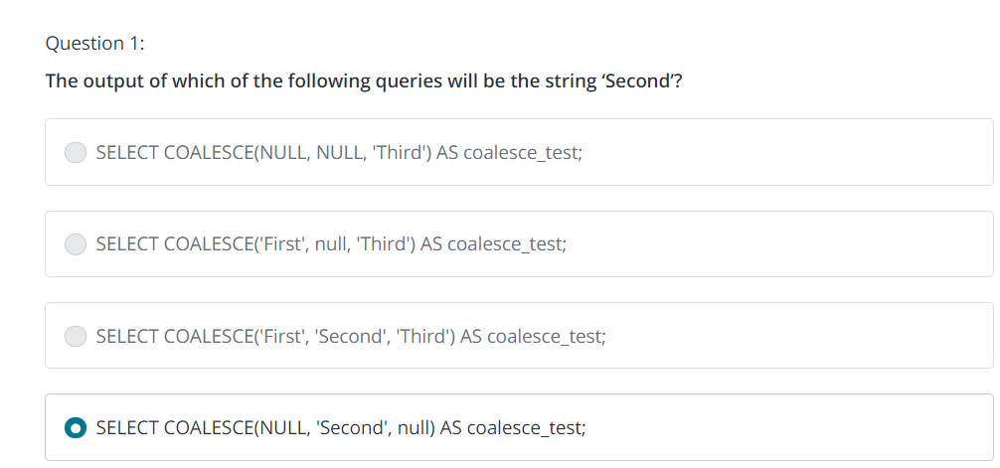 Question 1:
The output of which of the following queries will be the string ‘Second’?
SELECT COALESCE(NULL, NULL, 'Third') AS coalesce_test;
SELECT COALESCE('First', null, 'Third') AS coalesce_test;
SELECT COALESCE('First', 'Second', 'Third') AS coalesce_test;
SELECT COALESCE(NULL, 'Second', null) AS coalesce_test;